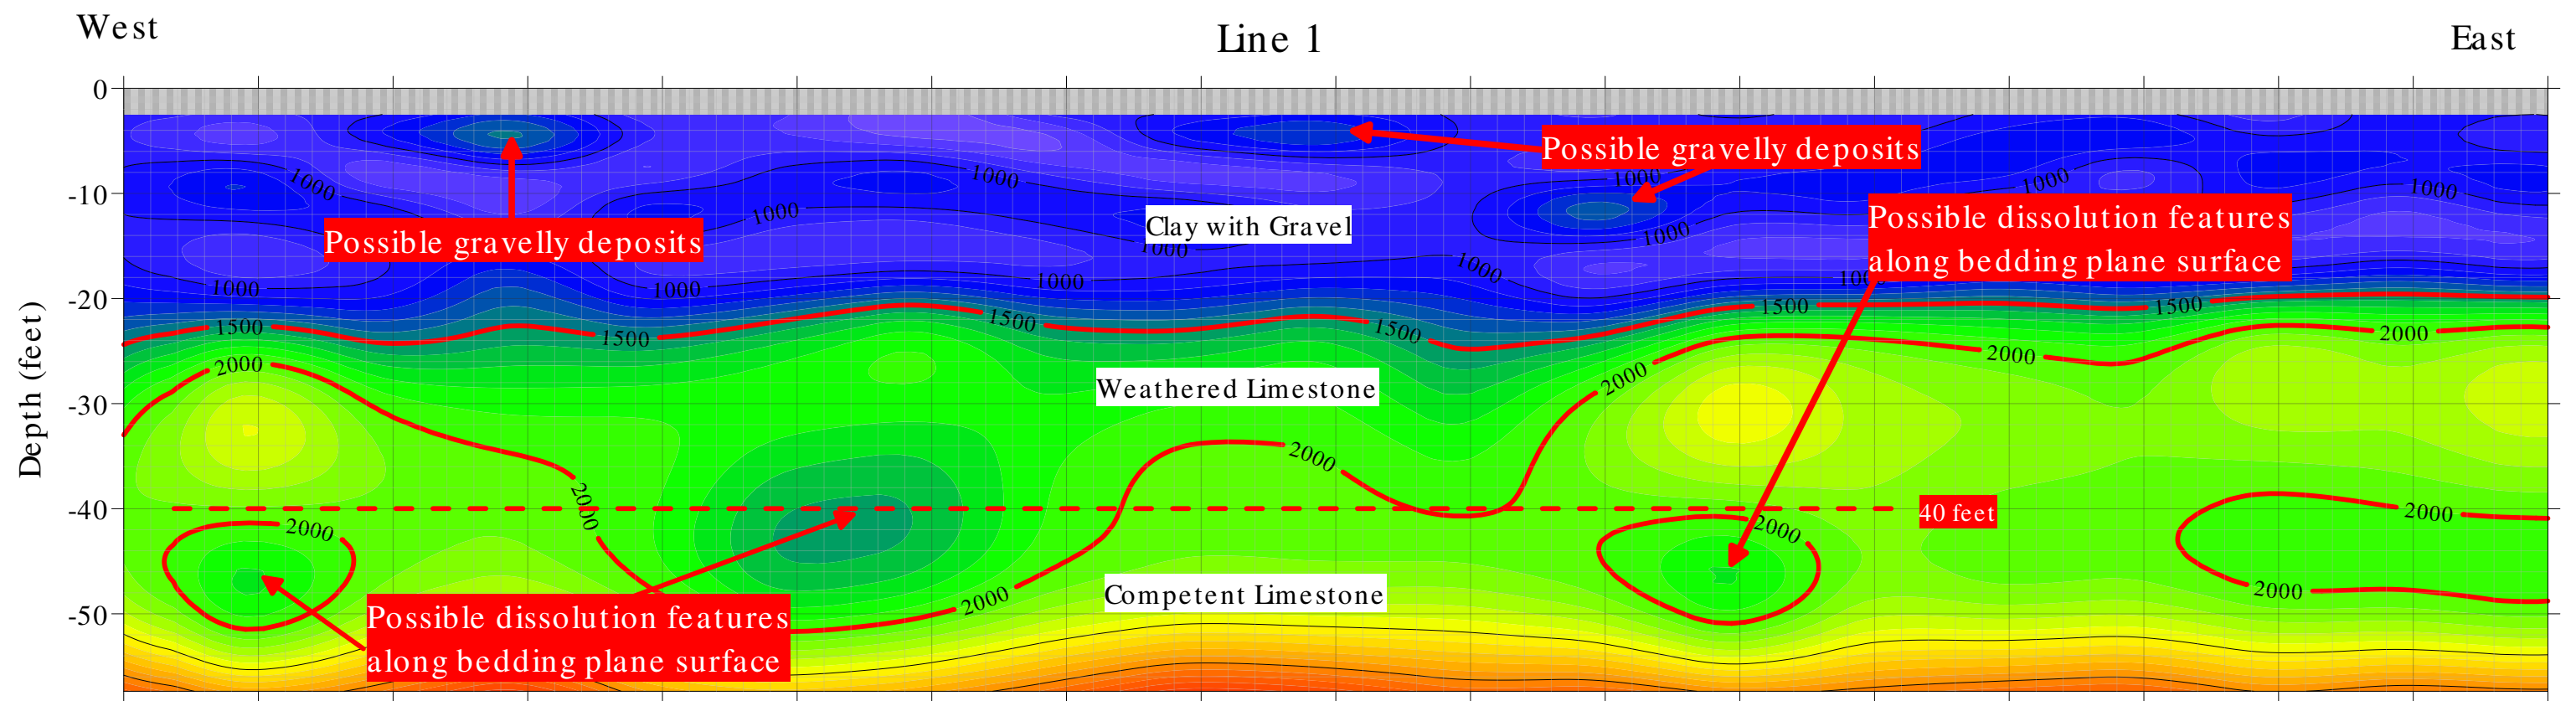 West
Line 1
East
0
-10
-20
-30
-40
-50
Depth (feet)
Possible gravelly deposits
1000
1000
1000
1000
Possible gravelly deposits
1000
1000
Clay with Gravel
1000
Possible dissolution features
along bedding plane surface
1000
1000
1000
1000
1000
1500
1500
1500
1500
1500
1500
2000
2000
2000
2000
Weathered Limestone
2000
2000
40 feet
2000
2000
2000
2000
2000
Competent Limestone
Possible dissolution features
along bedding plane surface